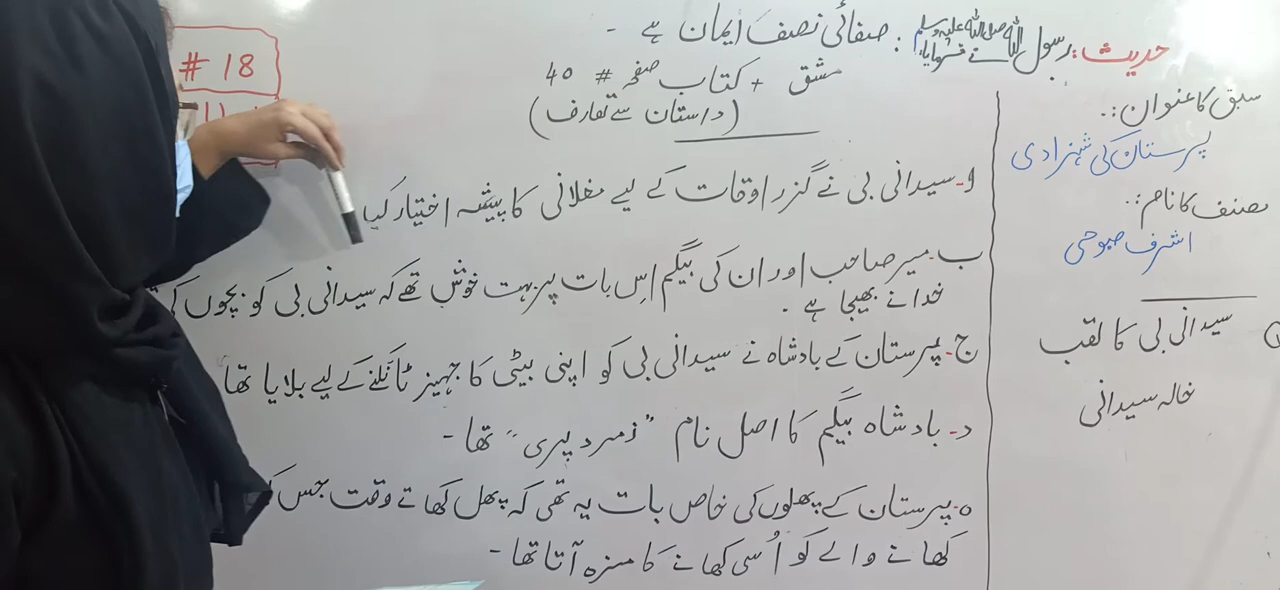 حدیث: رسول اللہ صلی اللہ علیہ وسلم نے فرمایا: صفائی نصف ایمان ہے -
مشق + کتاب صفحہ # 40
(داستان سے تعارف)
# 18
سبق کا عنوان :.
پرستان کی شہزادی
مصنف کا نام :.
اشرف صبوحی
سیدانی بی کا لقب
خالہ سیدانی
ا- سیدانی بی نے گزر اوقات کے لیے مغلانی کا پیشہ اختیار کیا
ب- میر صاحب اور ان کی بیگم اِس بات پر بہت خوش تھے کہ سیدانی بی کو بچوں کی
خدا نے بھیجا ہے .
ج- پرستان کے بادشاہ نے سیدانی بی کو اپنی بیٹی کا جہیز ٹانکنے کے لیے بلایا تھا
د- بادشاہ بیگم کا اصل نام "زمرد پری" تھا -
ہ- پرستان کے پھلوں کی خاص بات یہ تھی کہ پھل کھاتے وقت جس
کھانے والے کو اُسی کھانے کا مزہ آتا تھا -